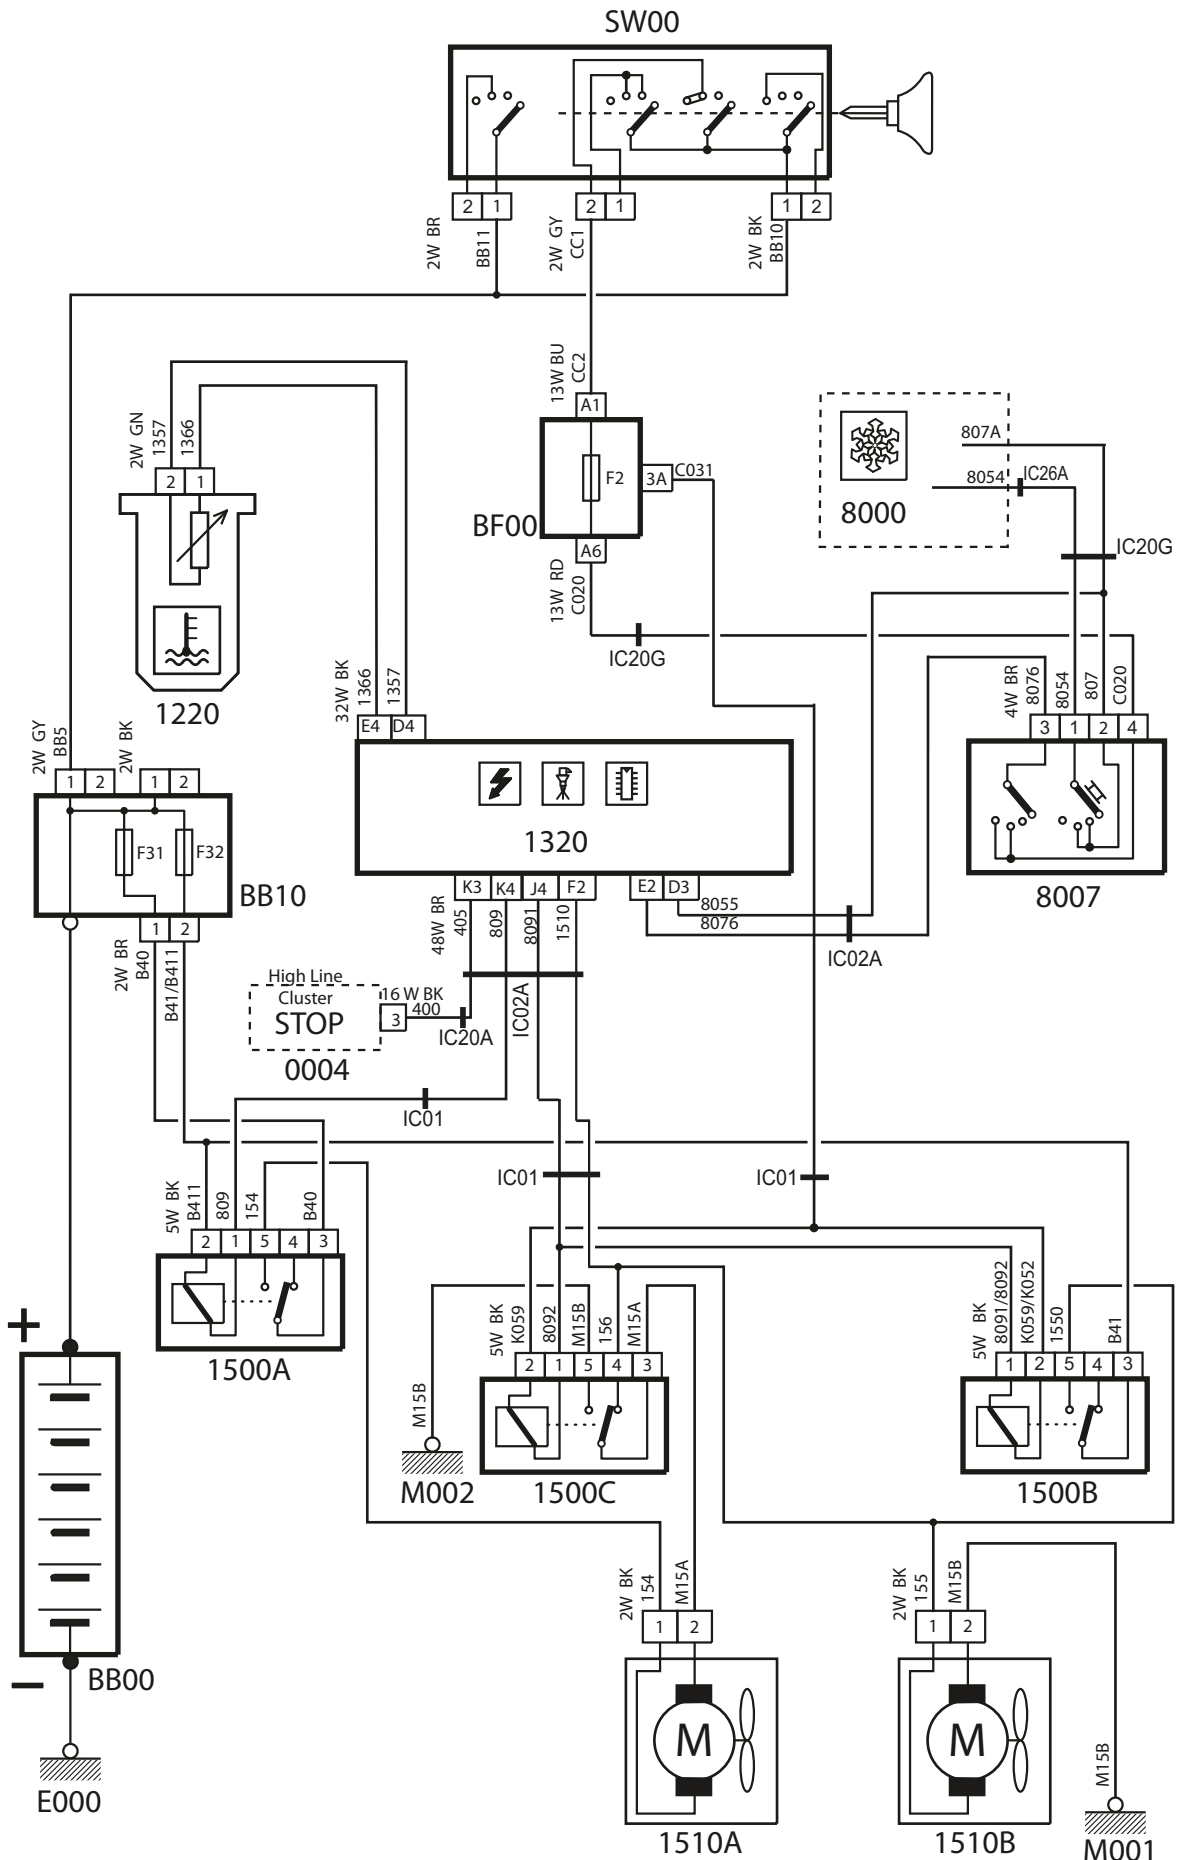 SW00
2 1
2 1
1 2
2W BR
BB11
2W GY
CC1
2W BK
BB10
13W BU
CC2
A1
F2
3A
C031
BF00
A6
13W RD
C020
IC20G
807A
8054
IC26A
8000
IC20G
2W GN
1357
1366
2 1
1220
32W BK
1366
1357
E4 D4
1320
K3 K4 J4 F2
E2 D3
48W BR
405
809
8091
1510
8055
8076
IC02A
4W BR
8076
8054
807
C020
3 1 2 4
8007
2W GY
BB5
2W BK
1 2
1 2
F31
F32
BB10
1 2
2W BR
B40
B41/B411
High Line
Cluster
STOP
16 W BK
400
3
IC20A
IC02A
0004
IC01
IC01
IC01
5W BK
B411
809
154
B40
2 1 5 4 3
1500A
5W BK
K059
8092
M15B
156
M15A
2 1 5 4 3
1500C
M15B
M002
5W BK
8091/8092
K059/K052
1550
B41
1 2 5 4 3
1500B
+
−
BB00
E000
2W BK
154
M15A
1 2
M
1510A
2W BK
155
M15B
1 2
M
1510B
M15B
M001